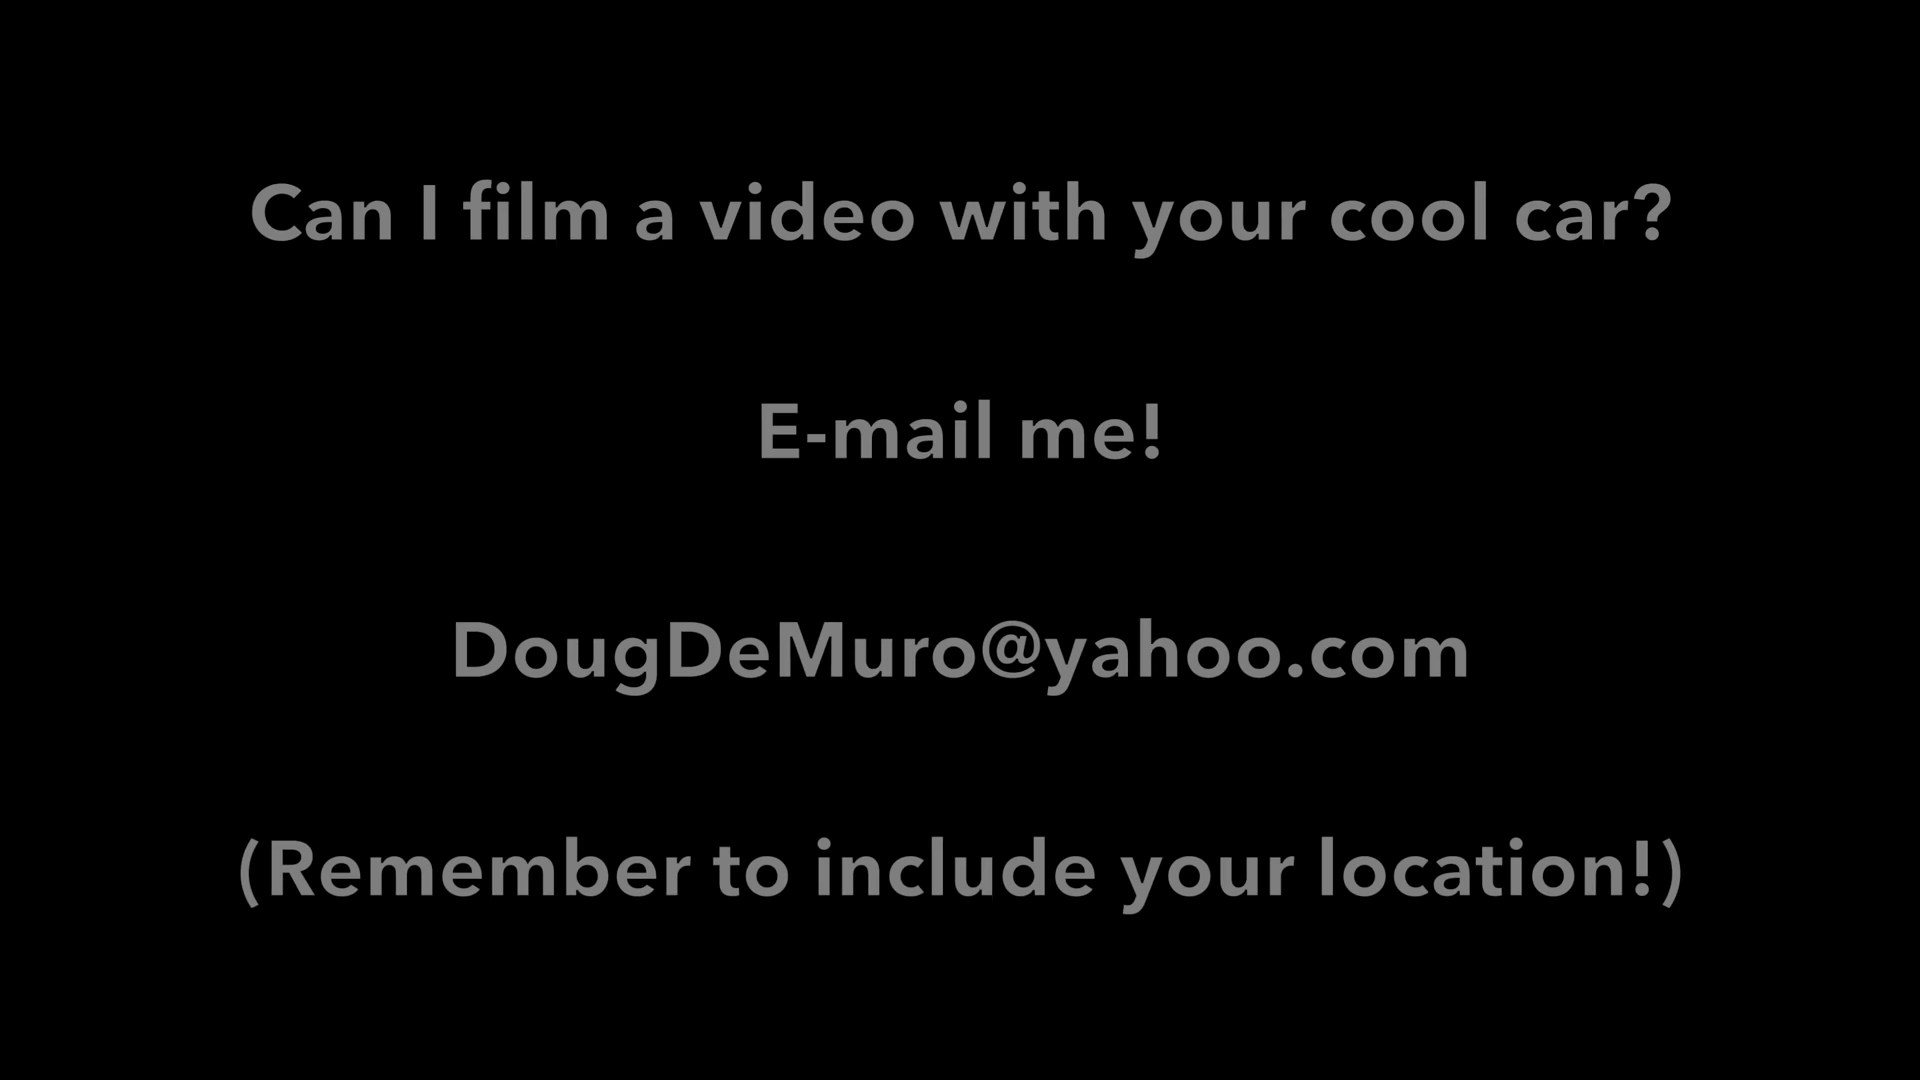 Can I film a video with your cool car?
E-mail me!
DougDeMuro@yahoo.com
(Remember to include your location!)